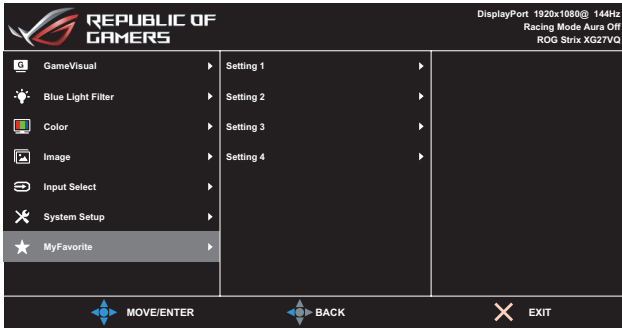 REPUBLIC OF
GAMERS
DisplayPort 1920x1080@ 144Hz
Racing Mode Aura Off
ROG Strix XG27VQ
G
GameVisual
Blue Light Filter
Color
Image
Input Select
System Setup
MyFavorite
Setting 1
Setting 2
Setting 3
Setting 4
MOVE/ENTER
BACK
EXIT